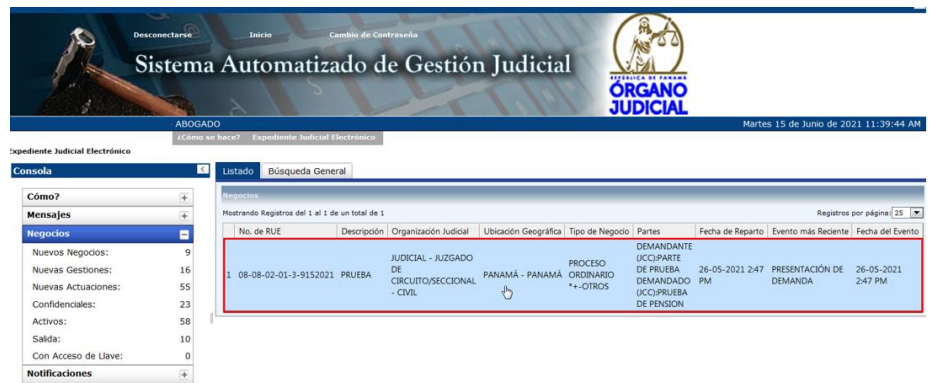 Desconectarse Inicio Cambio de Contraseña
Sistema Automatizado de Gestión Judicial
REPÚBLICA DE PANAMÁ
ÓRGANO
JUDICIAL
ABOGADO Martes 15 de Junio de 2021 11:39:44 AM
¿Cómo se hace? Expediente Judicial Electrónico
Expediente Judicial Electrónico
Consola
Cómo?
Mensajes
Negocios
Nuevos Negocios: 9
Nuevas Gestiones: 16
Nuevas Actuaciones: 55
Confidenciales: 23
Activos: 58
Salida: 10
Con Acceso de Llave: 0
Notificaciones
Listado Búsqueda General
Negocios
Mostrando Registros del 1 al 1 de un total de 1 Registros por página: 25
No. de RUE Descripción Organización Judicial Ubicación Geográfica Tipo de Negocio Partes Fecha de Reparto Evento más Reciente Fecha del Evento
DEMANDANTE
JUDICIAL - JUZGADO (JCC):PARTE
DE PROCESO DE PRUEBA 26-05-2021 2:47 PRESENTACIÓN DE 26-05-2021
1 08-08-02-01-3-9152021 PRUEBA CIRCUITO/SECCIONAL PANAMÁ - PANAMÁ ORDINARIO DEMANDADO PM DEMANDA 2:47 PM
- CIVIL *+-OTROS (JCC):PRUEBA
DE PENSION